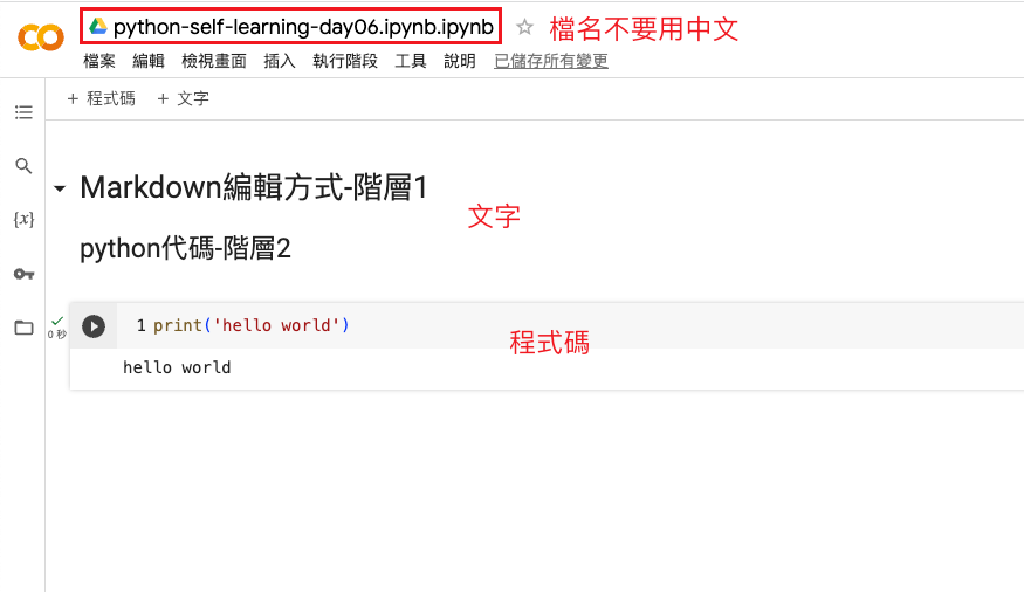 python-self-learning-day06.ipynb.ipynb 檔名不要用中文
檔案 編輯 檢視畫面 插入 執行階段 工具 說明 已儲存所有變更
+ 程式碼 + 文字
Markdown編輯方式-階層1
文字
python代碼-階層2
{x}
1 print('hello world')
0 秒
程式碼
hello world